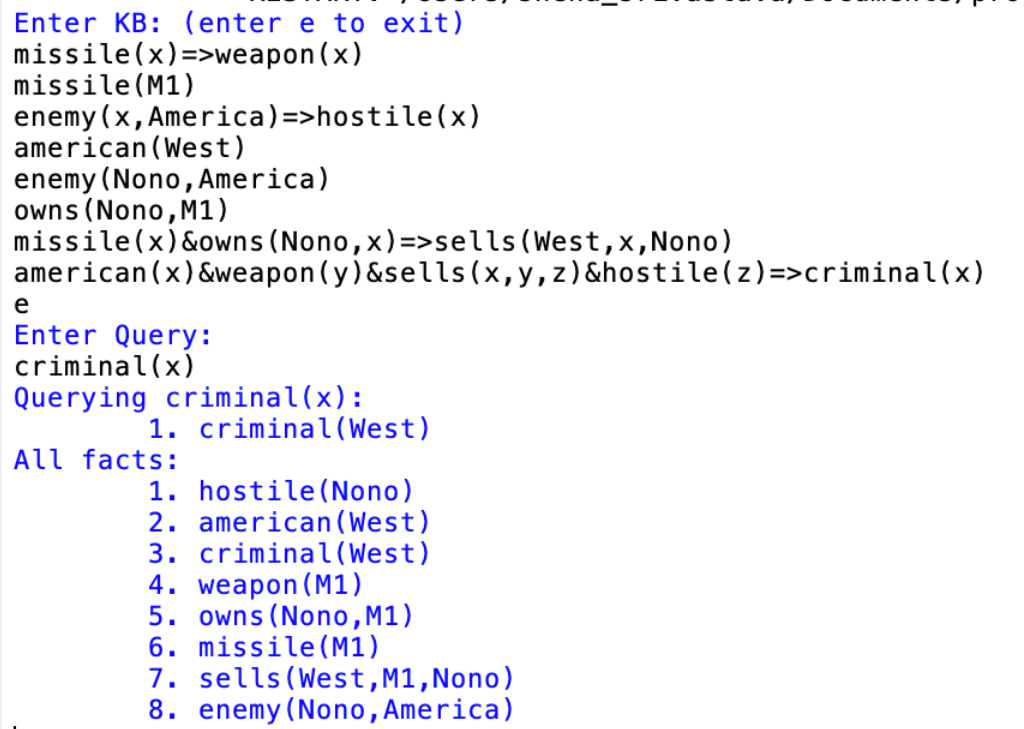 Enter KB: (enter e to exit)
missile(x)=>weapon(x)
missile(M1)
enemy(x,America)=>hostile(x)
american(West)
enemy(Nono,America)
owns(Nono,M1)
missile(x)&owns(Nono,x)=>sells(West,x,Nono)
american(x)&weapon(y)&sells(x,y,z)&hostile(z)=>criminal(x)
e
Enter Query:
criminal(x)
Querying criminal(x):
1. criminal(West)
All facts:
1. hostile(Nono)
2. american(West)
3. criminal(West)
4. weapon(M1)
5. owns(Nono,M1)
6. missile(M1)
7. sells(West,M1,Nono)
8. enemy(Nono,America)